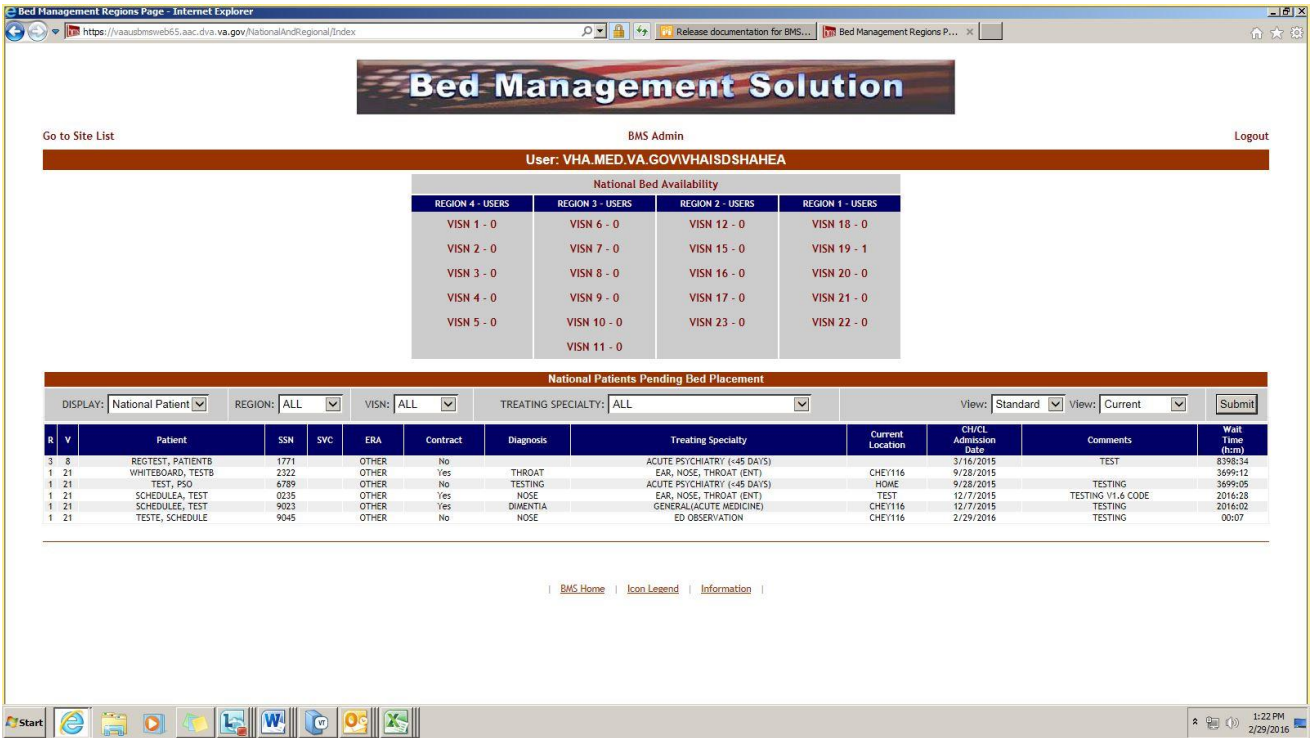 Bed Management Regions Page - Internet Explorer
https://vaausbmsweb65.aac.dva.va.gov/NationalAndRegional/Index Release documentation for BMS... Bed Management Regions P...
Bed Management Solution
Go to Site List BMS Admin Logout
User: VHA.MED.VA.GOV\VHAISDSHAHEA
National Bed Availability
REGION 4 - USERS REGION 3 - USERS REGION 2 - USERS REGION 1 - USERS
VISN 1 - 0 VISN 6 - 0 VISN 12 - 0 VISN 18 - 0
VISN 2 - 0 VISN 7 - 0 VISN 15 - 0 VISN 19 - 1
VISN 3 - 0 VISN 8 - 0 VISN 16 - 0 VISN 20 - 0
VISN 4 - 0 VISN 9 - 0 VISN 17 - 0 VISN 21 - 0
VISN 5 - 0 VISN 10 - 0 VISN 23 - 0 VISN 22 - 0
VISN 11 - 0
National Patients Pending Bed Placement
DISPLAY: National Patient REGION: ALL VISN: ALL TREATING SPECIALTY: ALL View: Standard View: Current Submit
R V Patient SSN SVC ERA Contract Diagnosis Treating Specialty Current Location CH/CL Admission Date Comments Wait Time (h:m)
3 8 REGTEST, PATIENTB 1771 OTHER No ACUTE PSYCHIATRY (<45 DAYS) 3/16/2015 TEST 8398:34
1 21 WHITEBOARD, TESTB 2322 OTHER Yes THROAT EAR, NOSE, THROAT (ENT) CHEY116 9/28/2015 3699:12
1 21 TEST, PSO 6789 OTHER No TESTING ACUTE PSYCHIATRY (<45 DAYS) HOME 9/28/2015 TESTING 3699:05
1 21 SCHEDULEA, TEST 0235 OTHER Yes NOSE EAR, NOSE, THROAT (ENT) TEST 12/7/2015 TESTING V1.6 CODE 2016:28
1 21 SCHEDULEE, TEST 9023 OTHER Yes DIMENTIA GENERAL(ACUTE MEDICINE) CHEY116 12/7/2015 TESTING 2016:02
1 21 TESTE, SCHEDULE 9045 OTHER No NOSE ED OBSERVATION CHEY116 2/29/2016 TESTING 00:07
| BMS Home | Icon Legend | Information |
Start 1:22 PM
2/29/2016